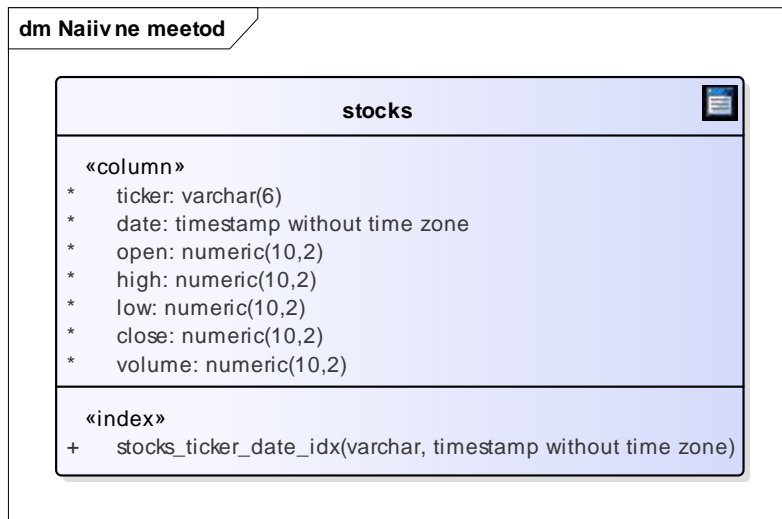 dm Naiivne meetod
stocks
«column»
* ticker: varchar(6)
* date: timestamp without time zone
* open: numeric(10,2)
* high: numeric(10,2)
* low: numeric(10,2)
* close: numeric(10,2)
* volume: numeric(10,2)
«index»
+ stocks_ticker_date_idx(varchar, timestamp without time zone)